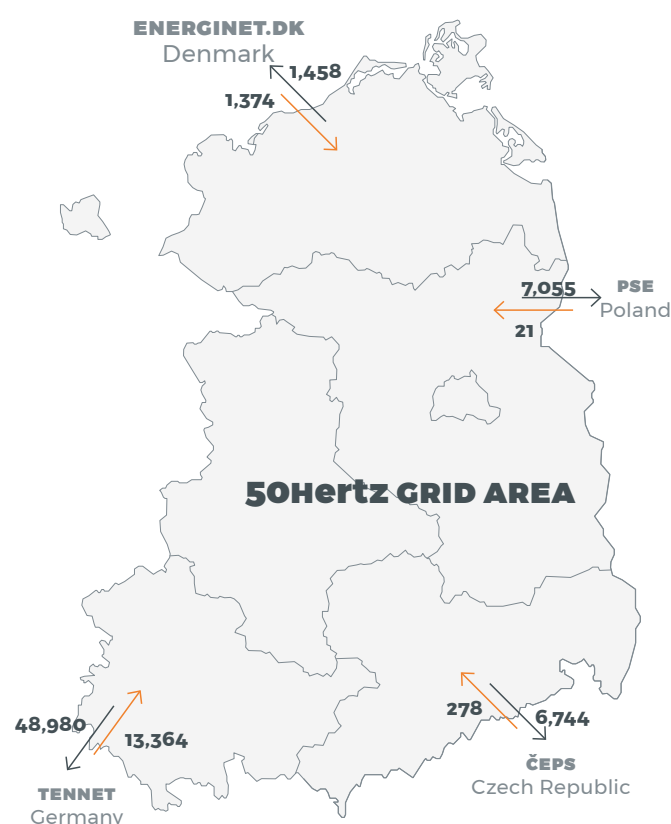 ENERGINET.DK
Denmark
1,458
1,374
7,055
PSE
Poland
21
50Hertz GRID AREA
48,980
13,364
278
6,744
TENNET
Germany
ČEPS
Czech Republic